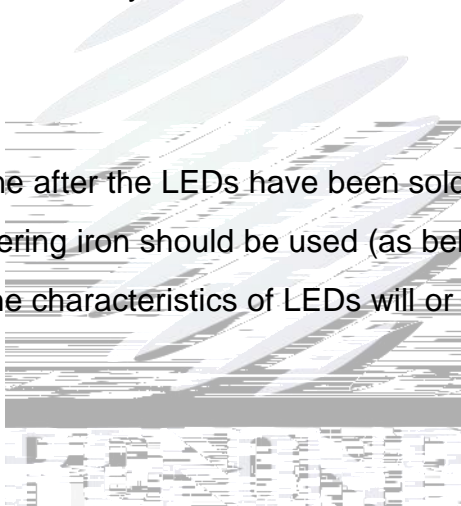 ne after the LEDs have been sold
ering iron should be used (as bel
ne characteristics of LEDs will or